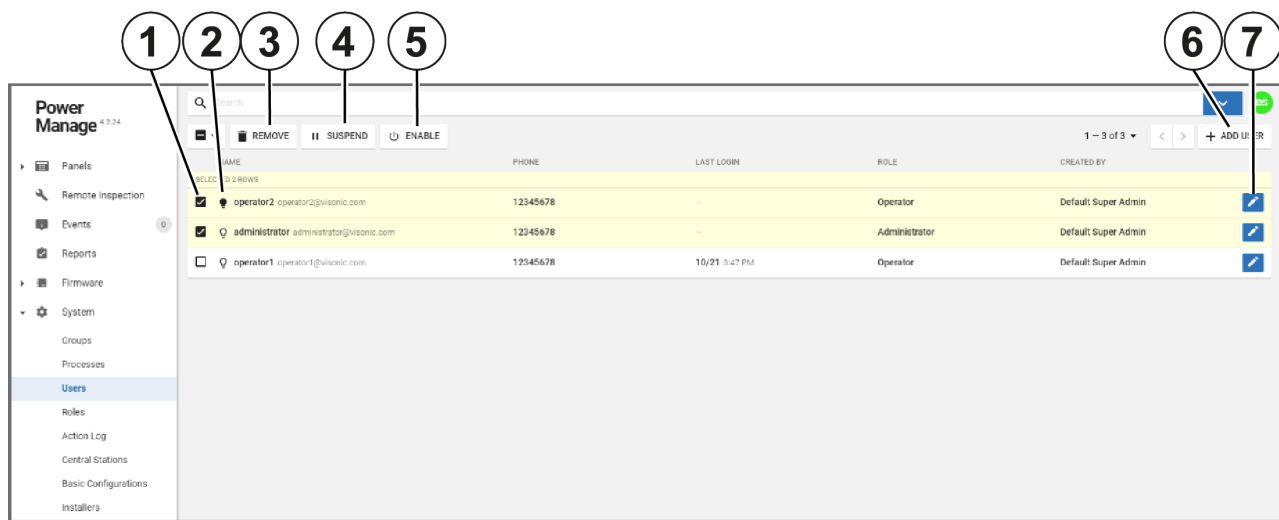 1 2 3 4 5 6 7
Power
Manage 4.2.24
Search
REMOVE SUSPEND ENABLE 1 – 3 of 3 + ADD USER
NAME PHONE LAST LOGIN ROLE CREATED BY
SELECTED 2 ROWS
operator2 operator2@visonic.com 12345678 – Operator Default Super Admin
administrator administrator@visonic.com 12345678 – Administrator Default Super Admin
operator1 operator1@visonic.com 12345678 10/21 3:47 PM Operator Default Super Admin
Panels
Remote Inspection
Events 0
Reports
Firmware
System
Groups
Processes
Users
Roles
Action Log
Central Stations
Basic Configurations
Installers